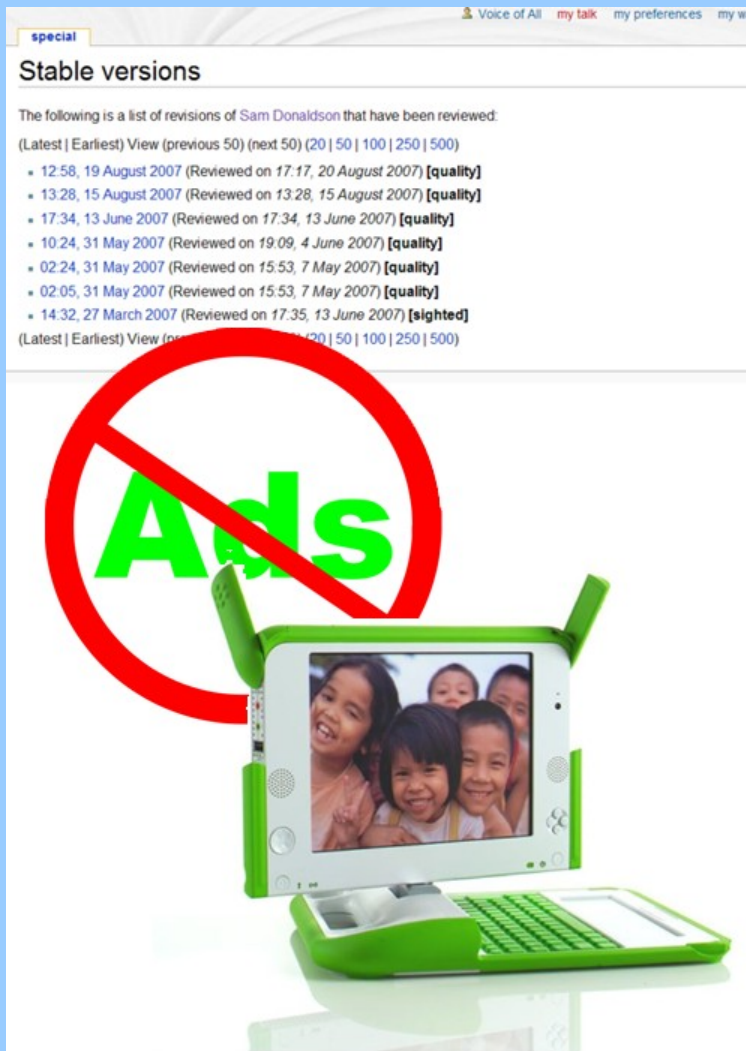 Voice of All my talk my preferences my w
special
Stable versions
The following is a list of revisions of Sam Donaldson that have been reviewed:
(Latest | Earliest) View (previous 50) (next 50) (20 | 50 | 100 | 250 | 500)
12:58, 19 August 2007 (Reviewed on 17:17, 20 August 2007) [quality]
13:28, 15 August 2007 (Reviewed on 13:28, 15 August 2007) [quality]
17:34, 13 June 2007 (Reviewed on 17:34, 13 June 2007) [quality]
10:24, 31 May 2007 (Reviewed on 19:09, 4 June 2007) [quality]
02:24, 31 May 2007 (Reviewed on 15:53, 7 May 2007) [quality]
02:05, 31 May 2007 (Reviewed on 15:53, 7 May 2007) [quality]
14:32, 27 March 2007 (Reviewed on 17:35, 13 June 2007) [sighted]
(Latest | Earliest) View 20 | 50 | 100 | 250 | 500)
Ads